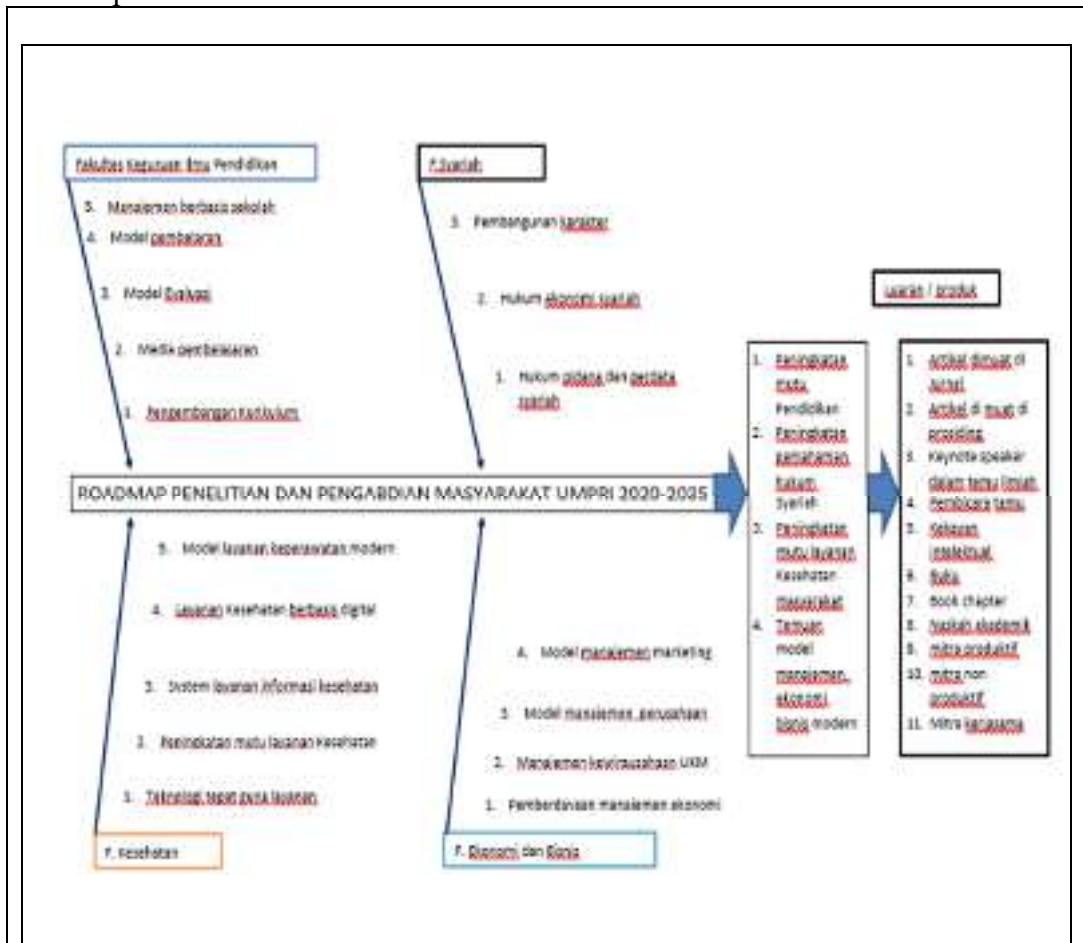 Fakultas Keguruan Ilmu Pendidikan
5. Manajemen berbasis sekolah
4. Model pembelaran
3. Model Evaluasi
2. Media pembelajaran
1. Pengembangan Kurikulum
F.Syariah
3. Pembangunan karakter
2. Hukum ekonomi syariah
1. Hukum pidana dan perdata
syariah
ROADMAP PENELITIAN DAN PENGABDIAN MASYARAKAT UMPRI 2020-2025
5. Model layanan keperawatan modern
4. Layanan Kesehatan berbasis digital
3. System layanan informasi kesehatan
2. Peningkatan mutu layanan Kesehatan
1. Teknologi tepat guna layanan
F. Kesehatan
4. Model manajemen marketing
3. Model manajemen perusahaan
2. Manajemen kewirausahaan UKM
1. Pemberdayaan manajemen ekonomi
F. Ekonomi dan Bisnis
1. Peningkatan
mutu
Pendidikan
2. Peningkatan
pemahaman
hukum
Syariah
3. Peningkatan
mutu layanan
Kesehatan
masyarakat
4. Temuan
model
manajemen,
ekonomi
bisnis modern
Luaran / produk
1. Artikel dimuat di
Jurnal
2. Artikel di muat di
prosiding
3. Keynote speaker
dalam temu ilmiah
4. Pembicara tamu
5. Kekayan
intelektual
6. Buku
7. Book chapter
8. Naskah akademik
9. mitra produktif
10. mitra non
produktif
11. Mitra kerjasama